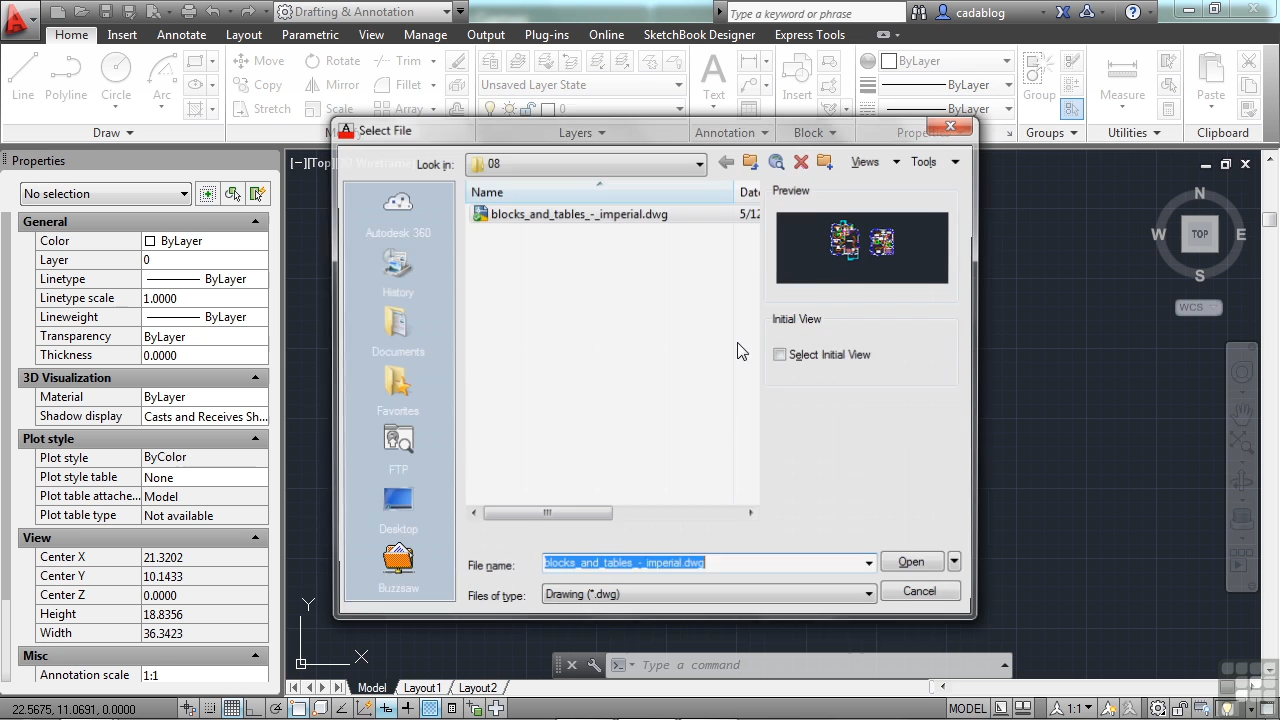 Drafting & Annotation
Type a keyword or phrase
cadablog
Home Insert Annotate Layout Parametric View Manage Output Plug-ins Online SketchBook Designer Express Tools
Line Polyline Circle Arc
Move Rotate Trim
Copy Mirror Fillet
Stretch Scale Array
Unsaved Layer State
0
Text Insert
ByLayer
ByLayer
ByLayer
Group Measure Paste
Draw Layers Annotation Block Groups Utilities Clipboard
Properties
No selection
General
Color ByLayer
Layer 0
Linetype ByLayer
Linetype scale 1.0000
Lineweight ByLayer
Transparency ByLayer
Thickness 0.0000
3D Visualization
Material ByLayer
Shadow display Casts and Receives Sh...
Plot style
Plot style ByColor
Plot style table None
Plot table attache... Model
Plot table type Not available
View
Center X 21.3202
Center Y 10.1433
Center Z 0.0000
Height 18.8356
Width 36.3423
Misc
Annotation scale 1:1
Select File
Look in: 08
Views Tools
Autodesk 360
History
Documents
Favorites
FTP
Desktop
Buzzsaw
Name Date
blocks_and_tables_-_imperial.dwg 5/12
Preview
Initial View
Select Initial View
File name: blocks_and_tables_-_imperial.dwg Open
Files of type: Drawing (*.dwg) Cancel
[−][Top]
N
W TOP E
S
WCS
Y
X
Type a command
Model Layout1 Layout2
22.5675, 11.0691, 0.0000
MODEL 1:1